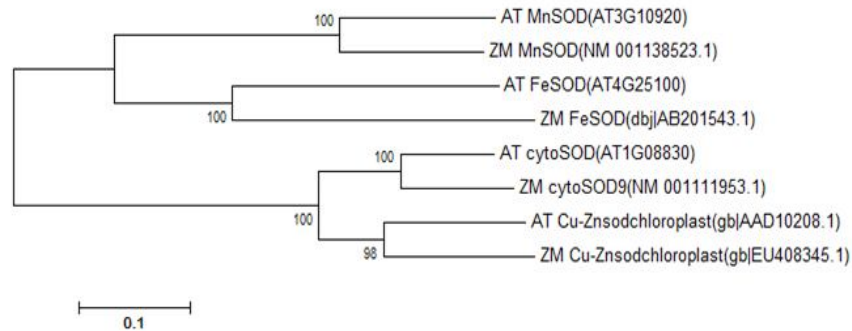 AT MnSOD(AT3G10920)
100
ZM MnSOD(NM 001138523.1)
AT FeSOD(AT4G25100)
100
ZM FeSOD(dbj|AB201543.1)
AT cytoSOD(AT1G08830)
100
ZM cytoSOD9(NM 001111953.1)
100
AT Cu-Znsodchloroplast(gb|AAD10208.1)
98
ZM Cu-Znsodchloroplast(gb|EU408345.1)
0.1